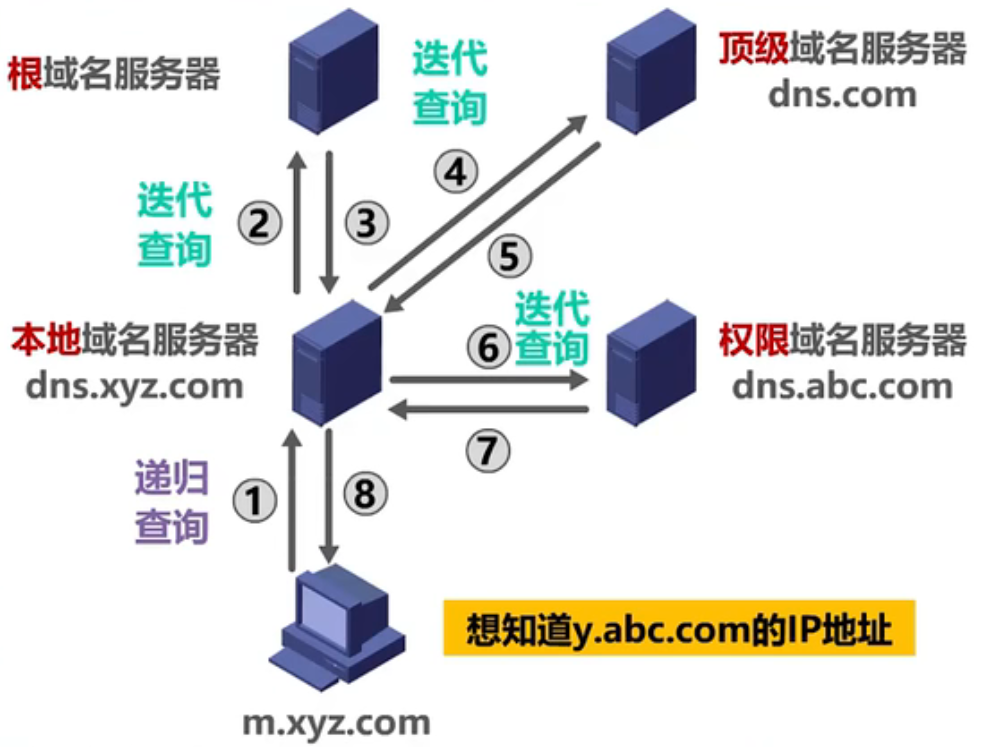 根域名服务器
迭代
查询
顶级域名服务器
dns.com
④
迭代
查询
②
③
⑤
本地域名服务器
dns.xyz.com
迭代
查询
⑥
权限域名服务器
dns.abc.com
⑦
递归
查询
①
⑧
想知道y.abc.com的IP地址
m.xyz.com